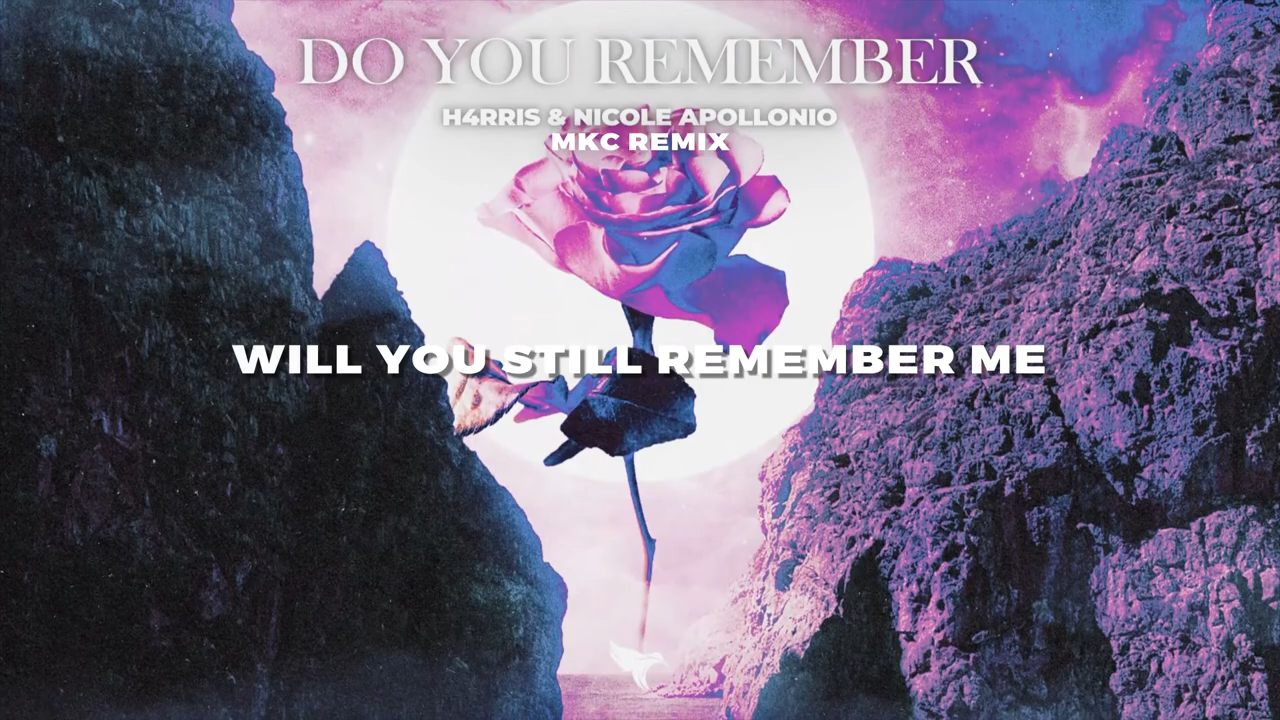 DO YOU REMEMBER
H4RRIS & NICOLE APOLLONIO
MKC REMIX
WILL YOU STILL REMEMBER ME